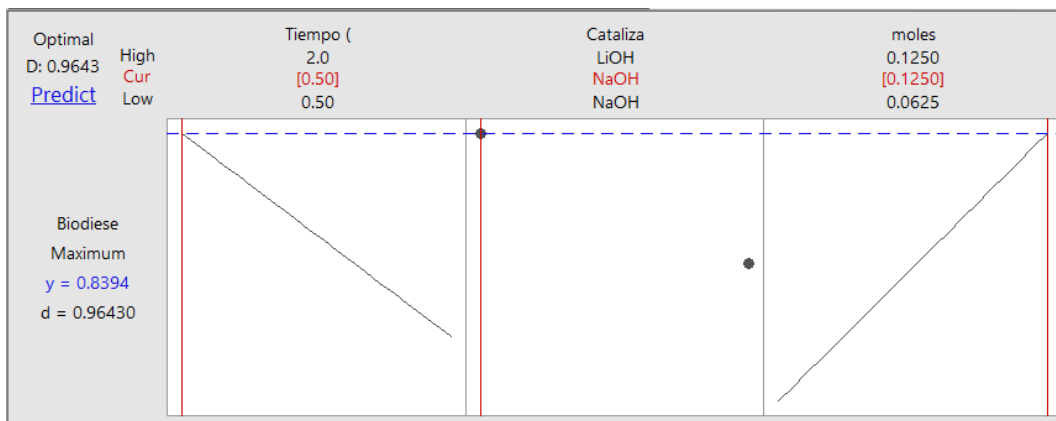 Optimal
D: 0.9643
Predict
High
Cur
Low
Tiempo (
2.0
[0.50]
0.50
Cataliza
LiOH
NaOH
NaOH
moles
0.1250
[0.1250]
0.0625
Biodiese
Maximum
y = 0.8394
d = 0.96430